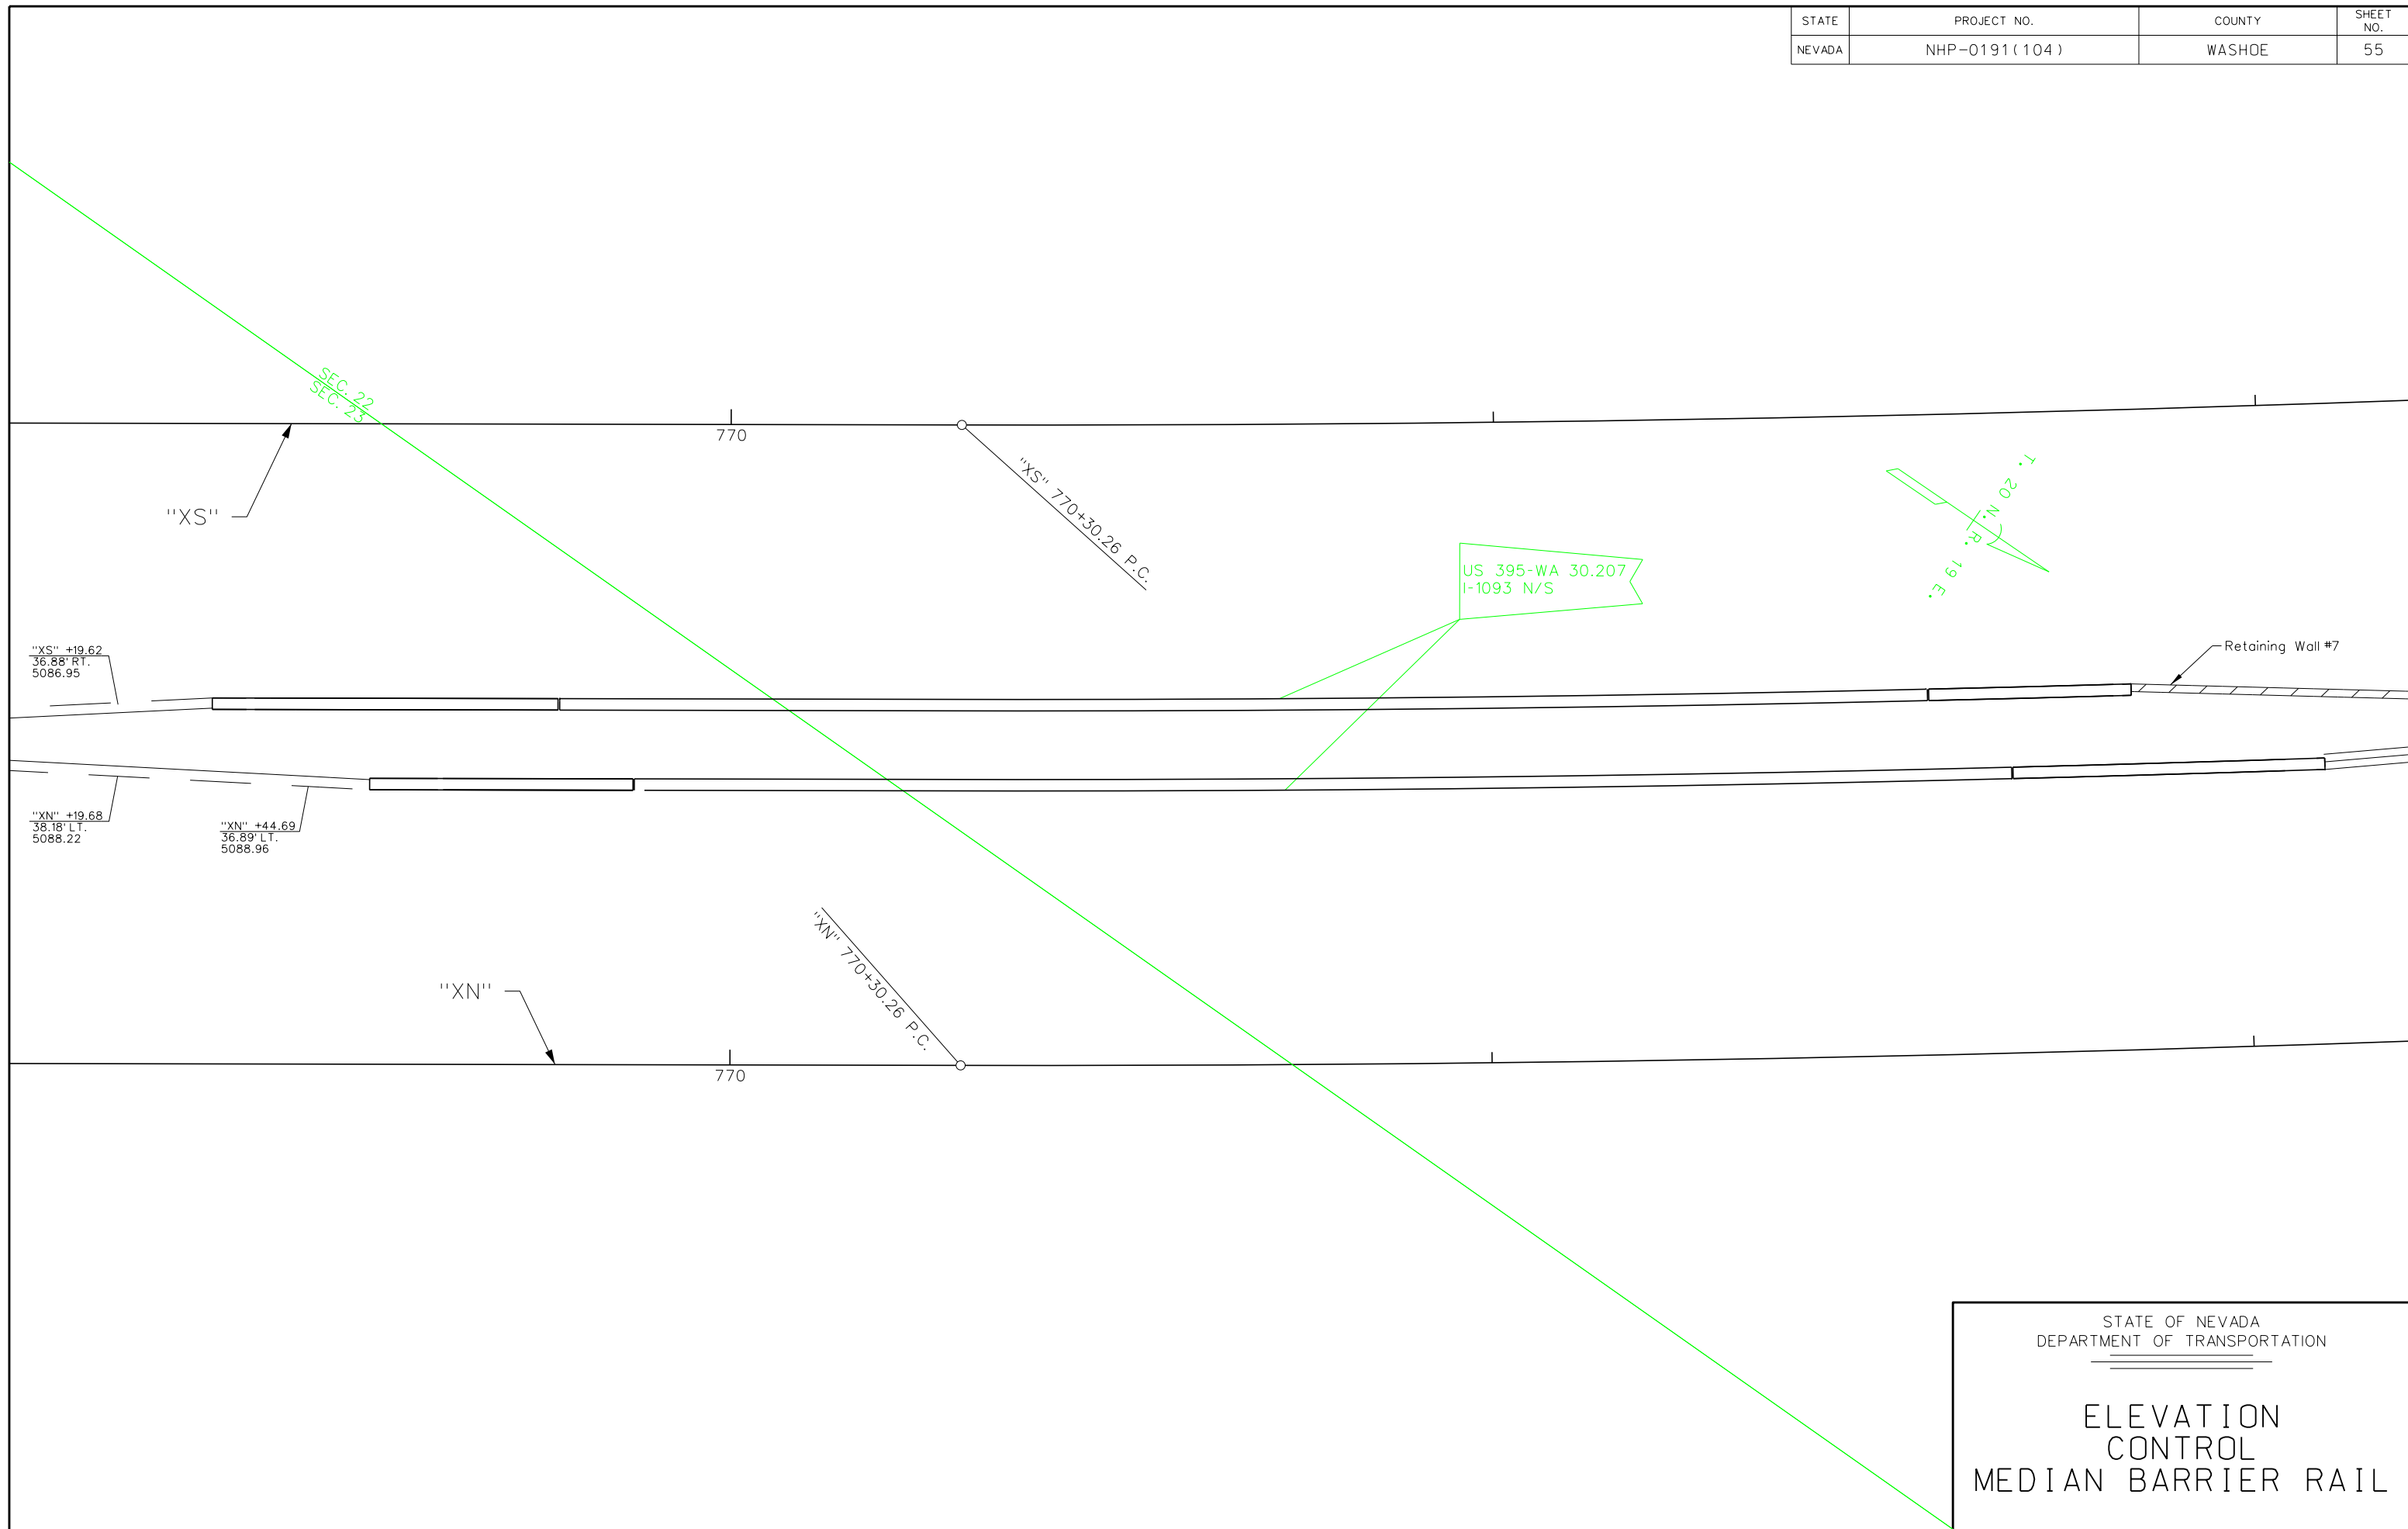 STATE PROJECT NO. COUNTY SHEET NO.
NEVADA NHP-0191(104) WASHOE 55
SEC. 22
SEC. 23
770
"XS"
"XS" 770+30.26 P.C.
T. 20 N.
R. 19 E.
US 395-WA 30.207
I-1093 N/S
"XS" +19.62
36.88' RT.
5086.95
Retaining Wall #7
"XN" +19.68
38.18' LT.
5088.22
"XN" +44.69
36.89' LT.
5088.96
"XN" 770+30.26 P.C.
"XN"
770
STATE OF NEVADA
DEPARTMENT OF TRANSPORTATION
ELEVATION
CONTROL
MEDIAN BARRIER RAIL